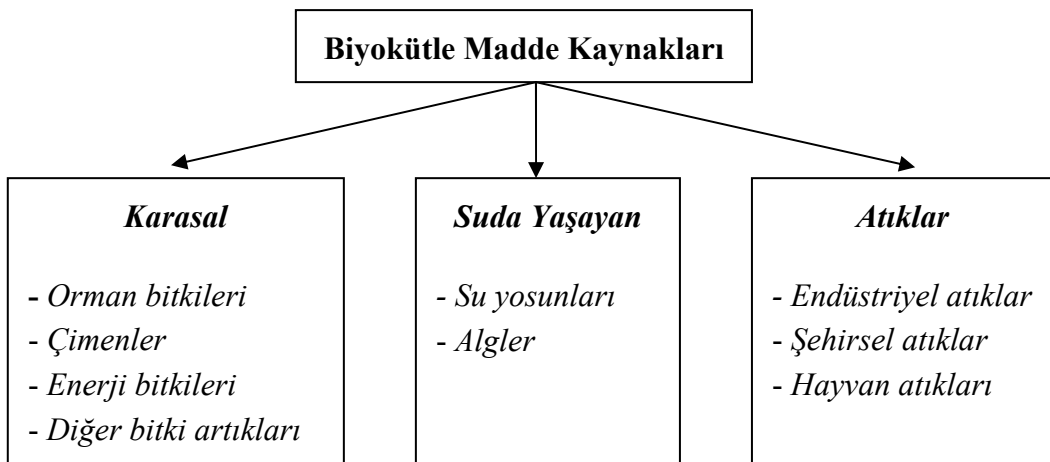 Biyokütle Madde Kaynakları
Karasal
- Orman bitkileri
- Çimenler
- Enerji bitkileri
- Diğer bitki artıkları
Suda Yaşayan
- Su yosunları
- Algler
Atıklar
- Endüstriyel atıklar
- Şehirsel atıklar
- Hayvan atıkları